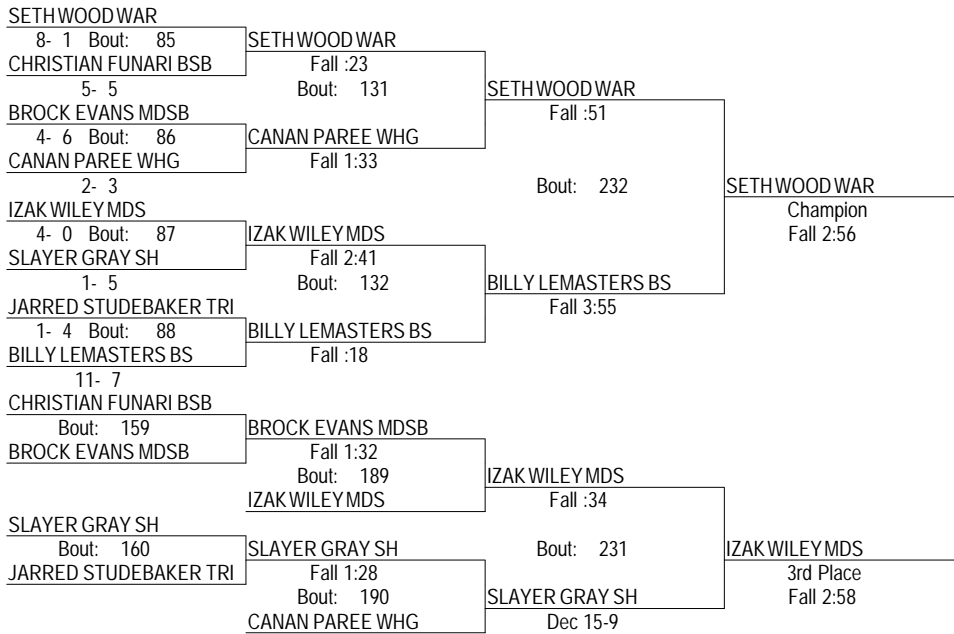 SETH WOOD WAR
8- 1 Bout: 85 SETH WOOD WAR
CHRISTIAN FUNARI BSB Fall :23
5- 5 Bout: 131 SETH WOOD WAR
BROCK EVANS MDSB Fall :51
4- 6 Bout: 86 CANAN PAREE WHG
CANAN PAREE WHG Fall 1:33
2- 3 Bout: 232 SETH WOOD WAR
IZAK WILEY MDS Champion
4- 0 Bout: 87 IZAK WILEY MDS Fall 2:56
SLAYER GRAY SH Fall 2:41
1- 5 Bout: 132 BILLY LEMASTERS BS
JARRED STUDEBAKER TRI Fall 3:55
1- 4 Bout: 88 BILLY LEMASTERS BS
BILLY LEMASTERS BS Fall :18
11- 7
CHRISTIAN FUNARI BSB
Bout: 159 BROCK EVANS MDSB
BROCK EVANS MDSB Fall 1:32
Bout: 189 IZAK WILEY MDS
IZAK WILEY MDS Fall :34
SLAYER GRAY SH
Bout: 160 SLAYER GRAY SH Bout: 231 IZAK WILEY MDS
JARRED STUDEBAKER TRI Fall 1:28 3rd Place
Bout: 190 SLAYER GRAY SH Fall 2:58
CANAN PAREE WHG Dec 15-9